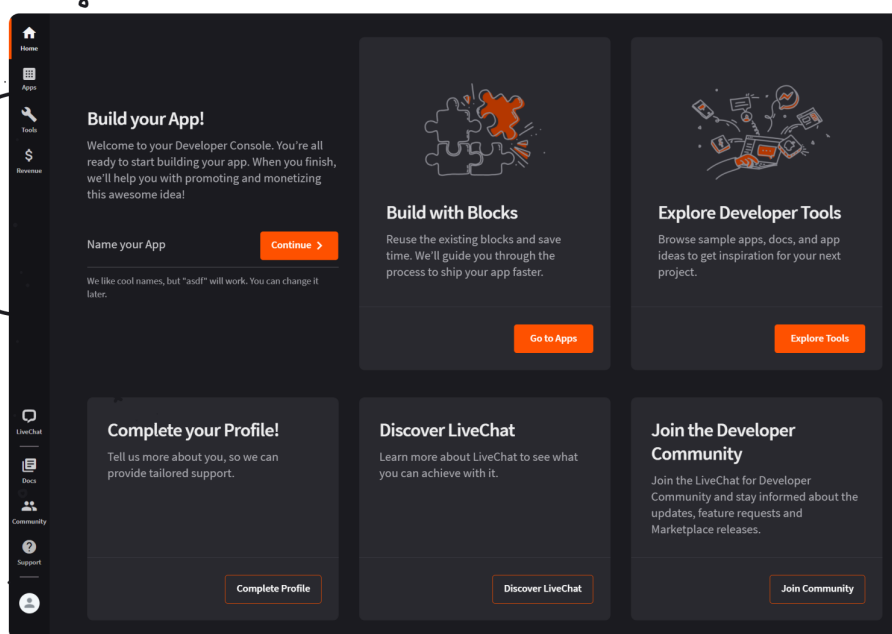 Home
Apps
Tools
Revenue
LiveChat
Docs
Community
Support
Build your App!
Welcome to your Developer Console. You're all
ready to start building your app. When you finish,
we'll help you with promoting and monetizing
this awesome idea!
Name your App
Continue
We like cool names, but "asdf" will work. You can change it
later.
Build with Blocks
Reuse the existing blocks and save
time. We'll guide you through the
process to ship your app faster.
Go to Apps
Explore Developer Tools
Browse sample apps, docs, and app
ideas to get inspiration for your next
project.
Explore Tools
Complete your Profile!
Tell us more about you, so we can
provide tailored support.
Complete Profile
Discover LiveChat
Learn more about LiveChat to see what
you can achieve with it.
Discover LiveChat
Join the Developer
Community
Join the LiveChat for Developer
Community and stay informed about the
updates, feature requests and
Marketplace releases.
Join Community